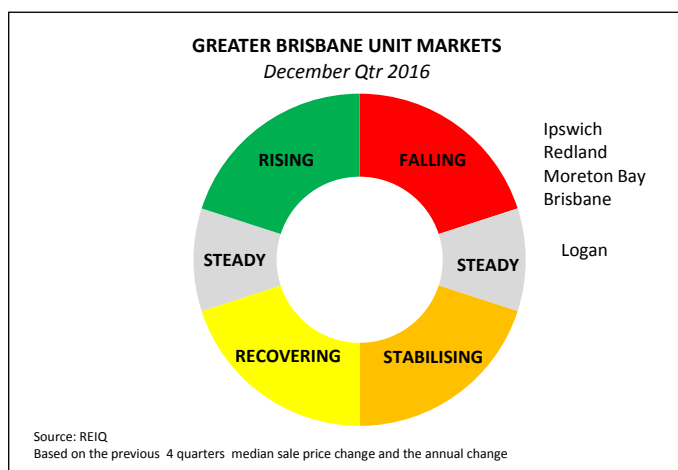 GREATER BRISBANE UNIT MARKETS
December Qtr 2016
RISING
FALLING
Ipswich
Redland
Moreton Bay
Brisbane
STEADY
STEADY
Logan
RECOVERING
STABILISING
Source: REIQ
Based on the previous 4 quarters median sale price change and the annual change